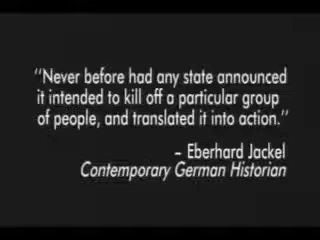 “Never before had any state announced
it intended to kill off a particular group
of people, and translated it into action.”
– Eberhard Jackel
Contemporary German Historian